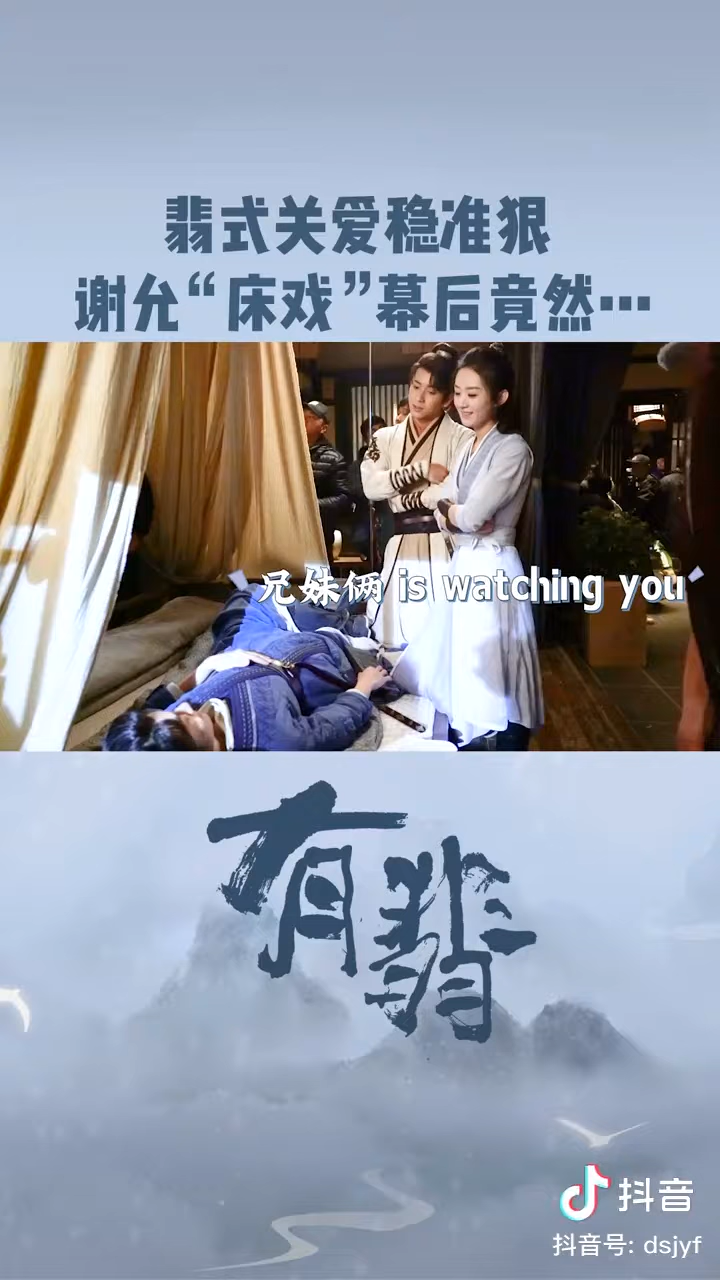 翡式关爱稳准狠
谢允“床戏”幕后竟然…
兄妹俩 is watching you
有翡
抖音
抖音号: dsjyf